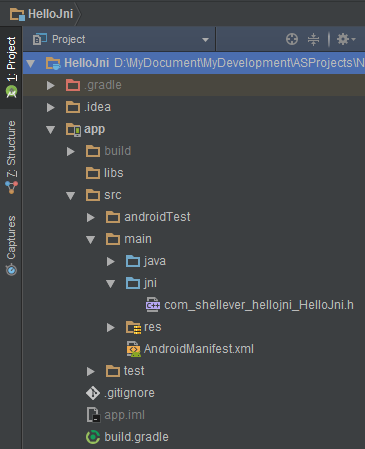 HelloJni
Project
HelloJni D:\MyDocument\MyDevelopment\ASProjects\N
.gradle
.idea
app
build
libs
src
androidTest
main
java
jni
com_shellever_hellojni_HelloJni.h
res
AndroidManifest.xml
test
.gitignore
app.iml
build.gradle
1: Project
7: Structure
Captures